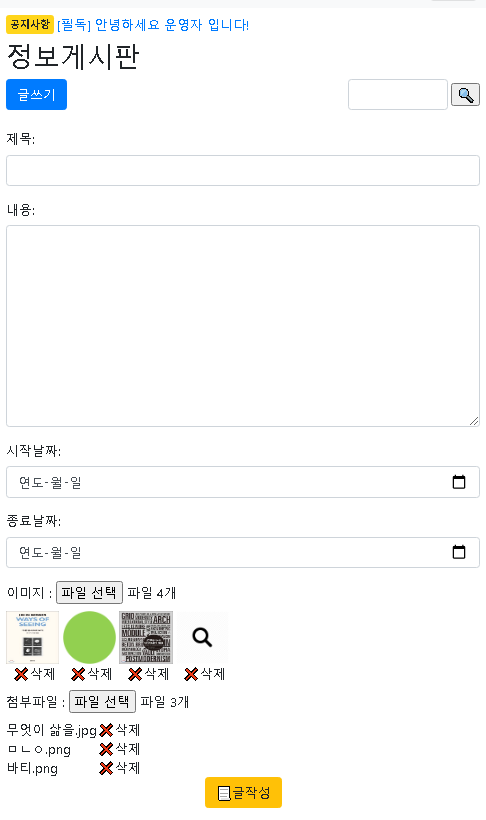 공지사항 [필독] 안녕하세요 운영자 입니다!
정보게시판
글쓰기
제목:
내용:
시작날짜:
연도-월-일
종료날짜:
연도-월-일
이미지 : 파일 선택 파일 4개
WAYS OF SEEING
ARCH
MODULE
POSTMODERNISM
삭제 삭제 삭제 삭제
첨부파일 : 파일 선택 파일 3개
무엇이 삶을.jpg 삭제
ㅁㄴㅇ.png 삭제
바티.png 삭제
글작성